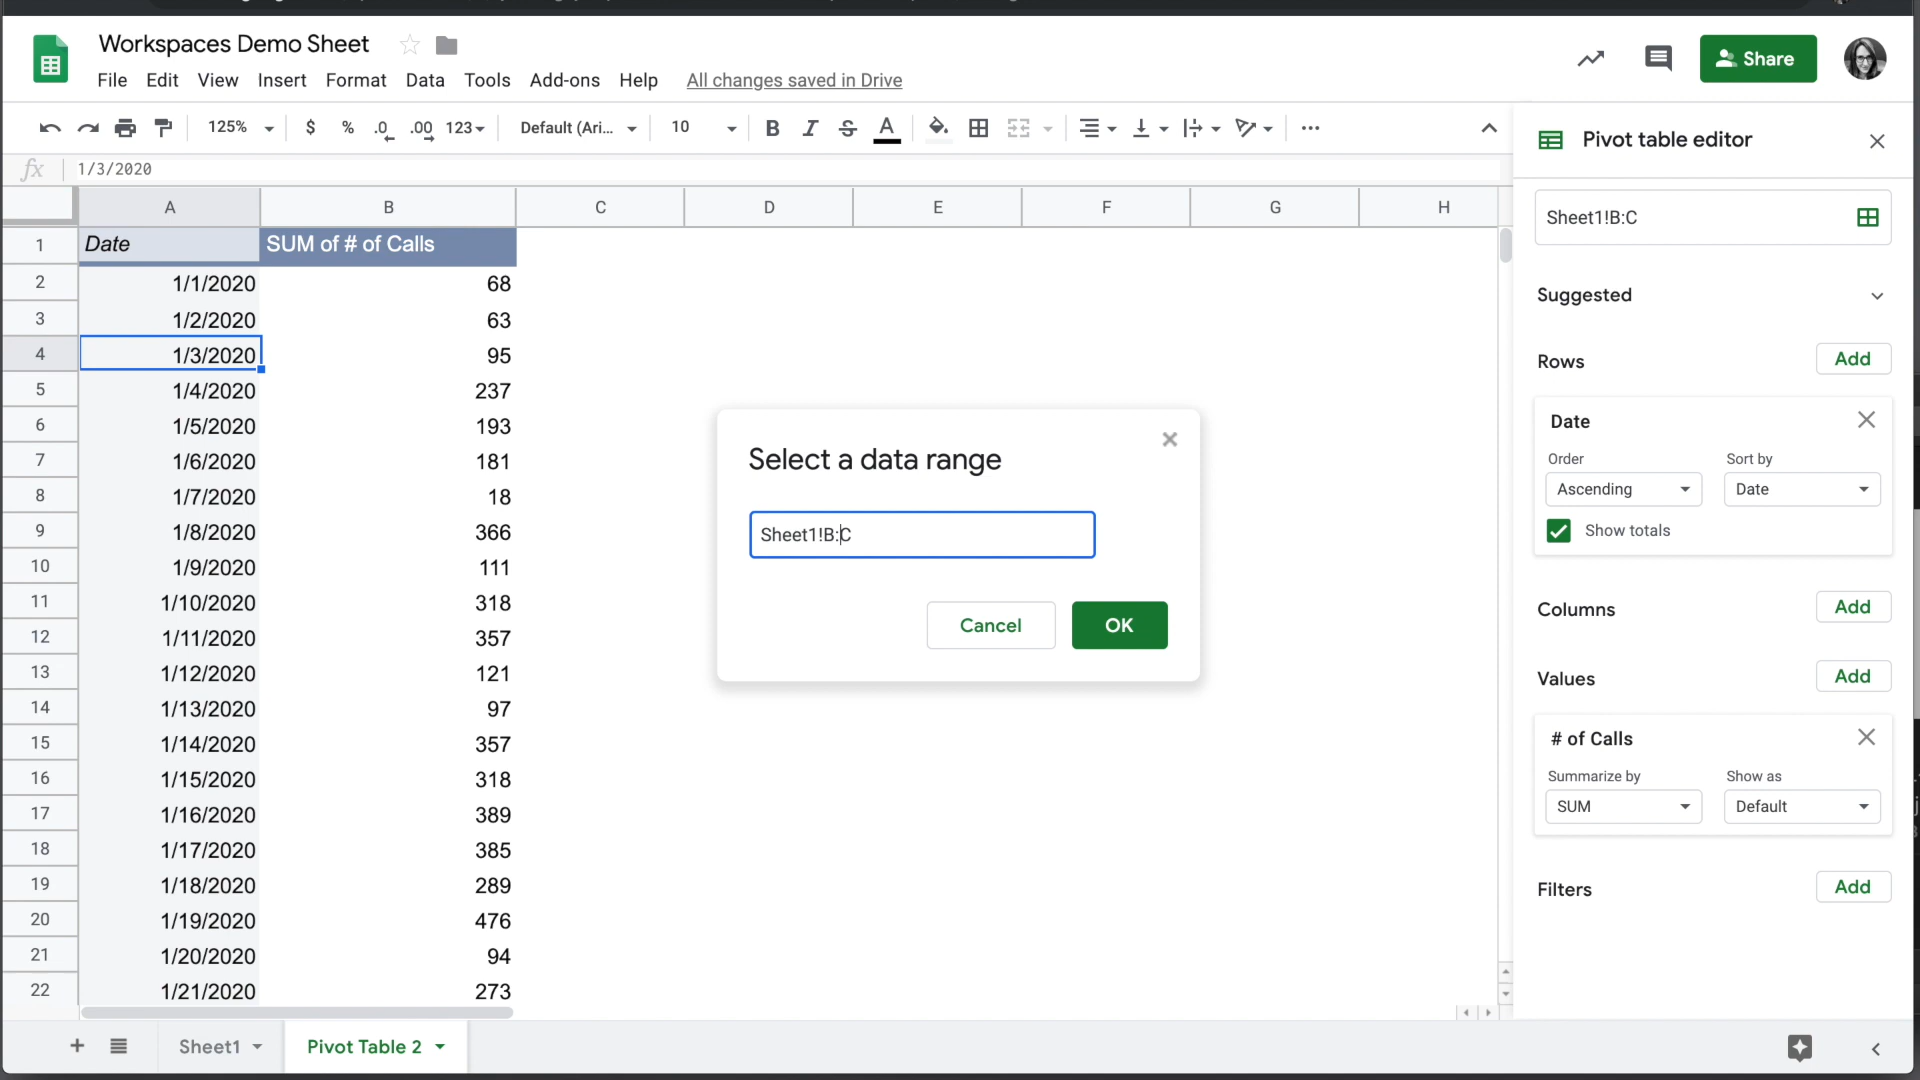 Workspaces Demo Sheet
File Edit View Insert Format Data Tools Add-ons Help All changes saved in Drive
Share
125% $ % .0 .00 123 Default (Ari... 10 B I S A
Pivot table editor
fx 1/3/2020
Sheet1!B:C
A B C D E F G H
1 Date SUM of # of Calls
2 1/1/2020 68
3 1/2/2020 63
4 1/3/2020 95
5 1/4/2020 237
6 1/5/2020 193
7 1/6/2020 181
8 1/7/2020 18
9 1/8/2020 366
10 1/9/2020 111
11 1/10/2020 318
12 1/11/2020 357
13 1/12/2020 121
14 1/13/2020 97
15 1/14/2020 357
16 1/15/2020 318
17 1/16/2020 389
18 1/17/2020 385
19 1/18/2020 289
20 1/19/2020 476
21 1/20/2020 94
22 1/21/2020 273
Select a data range
Sheet1!B:C
Cancel OK
Suggested
Rows Add
Date
Order Sort by
Ascending Date
Show totals
Columns Add
Values Add
# of Calls
Summarize by Show as
SUM Default
Filters Add
Sheet1 Pivot Table 2